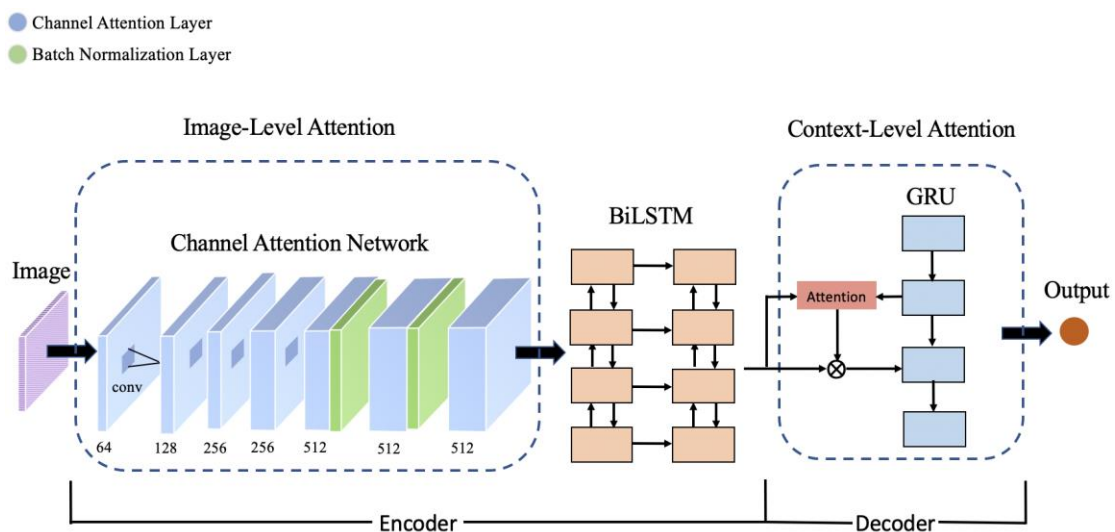 Channel Attention Layer
Batch Normalization Layer
Image-Level Attention
Context-Level Attention
Channel Attention Network
BiLSTM
GRU
Image
conv
Attention
Output
64 128 256 256 512 512 512
Encoder
Decoder